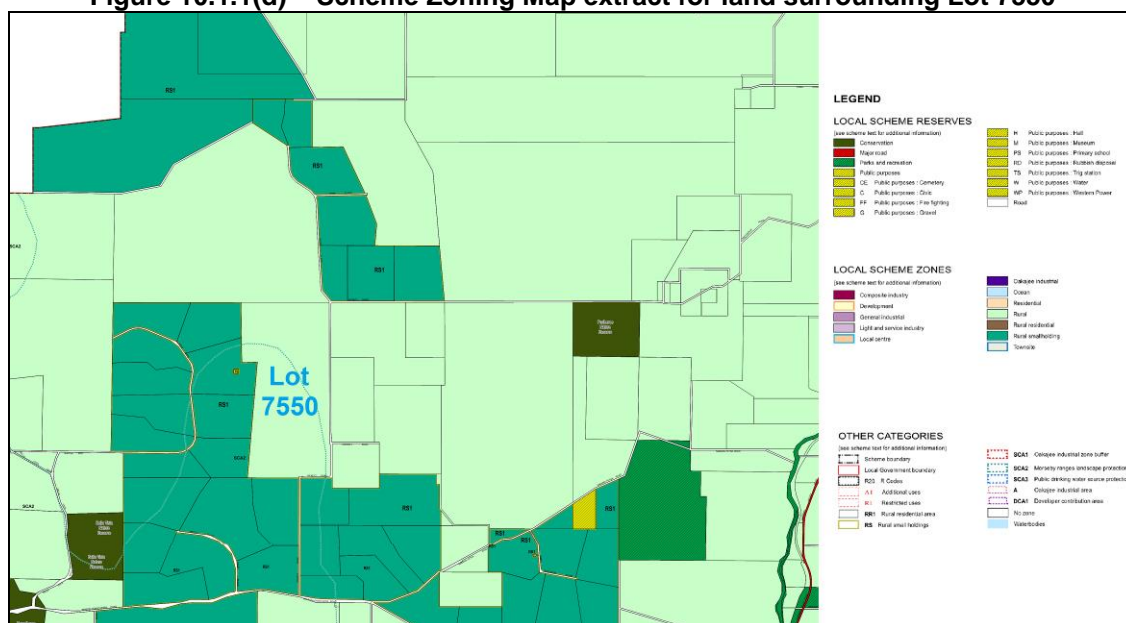 Figure 10.1.1(d) – Scheme Zoning Map extract for land surrounding Lot 7550
RS1
RS1
RS1
SCA2
Lot
7550
RS1
SCA2
RS1
RS1
RS1
RS1
SCA2
LEGEND
LOCAL SCHEME RESERVES
(see scheme text for additional information)
Conservation
Major road
Parks and recreation
Public purposes
CE Public purposes : Cemetery
C Public purposes : Civic
FF Public purposes : Fire fighting
G Public purposes : Gravel
H Public purposes : Hall
M Public purposes : Museum
PS Public purposes : Primary school
RD Public purposes : Rubbish disposal
TS Public purposes : Trig station
W Public purposes : Water
WP Public purposes : Western Power
Road
LOCAL SCHEME ZONES
(see scheme text for additional information)
Composite industry
Development
General industrial
Light and service industry
Local centre
Oakajee industrial
Ocean
Residential
Rural
Rural residential
Rural smallholding
Townsite
OTHER CATEGORIES
(see scheme text for additional information)
Scheme boundary
Local Government boundary
R20 R Codes
A1 Additional uses
R1 Restricted uses
RR1 Rural residential area
RS Rural small holdings
SCA1 Oakajee industrial zone buffer
SCA2 Moresby ranges landscape protection
SCA3 Public drinking water source protection
A Oakajee industrial area
DCA1 Developer contribution area
No zone
Waterbodies